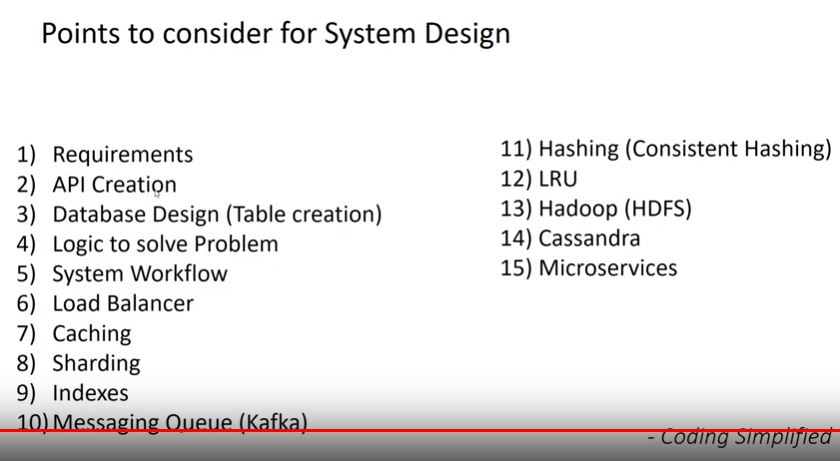 Points to consider for System Design
1) Requirements
2) API Creation
3) Database Design (Table creation)
4) Logic to solve Problem
5) System Workflow
6) Load Balancer
7) Caching
8) Sharding
9) Indexes
10) Messaging Queue (Kafka)
11) Hashing (Consistent Hashing)
12) LRU
13) Hadoop (HDFS)
14) Cassandra
15) Microservices
- Coding Simplified